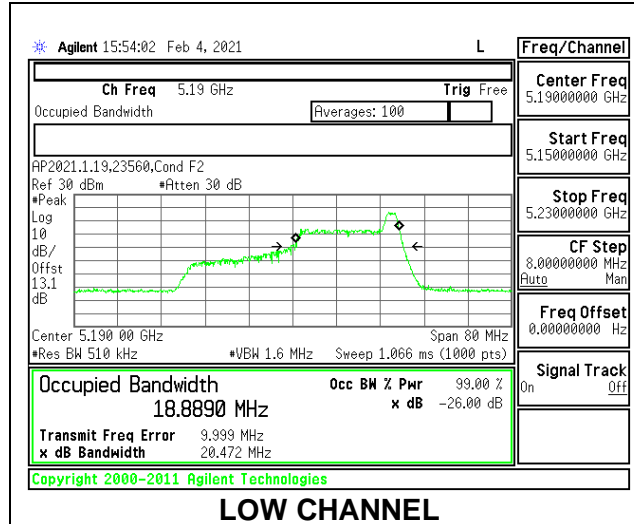 Agilent 15:54:02 Feb 4, 2021 L
Freq/Channel
Ch Freq 5.19 GHz Trig Free
Occupied Bandwidth Averages: 100
Center Freq
5.19000000 GHz
Start Freq
5.15000000 GHz
Stop Freq
5.23000000 GHz
CF Step
8.00000000 MHz
Auto Man
Freq Offset
0.00000000 Hz
Signal Track
On Off
AP2021.1.19,23560,Cond F2
Ref 30 dBm #Atten 30 dB
#Peak
Log
10
dB/
Offst
13.1
dB
Center 5.190 00 GHz Span 80 MHz
#Res BW 510 kHz #VBW 1.6 MHz Sweep 1.066 ms (1000 pts)
Occupied Bandwidth Occ BW % Pwr 99.00 %
18.8890 MHz x dB -26.00 dB
Transmit Freq Error 9.999 MHz
x dB Bandwidth 20.472 MHz
Copyright 2000-2011 Agilent Technologies
LOW CHANNEL